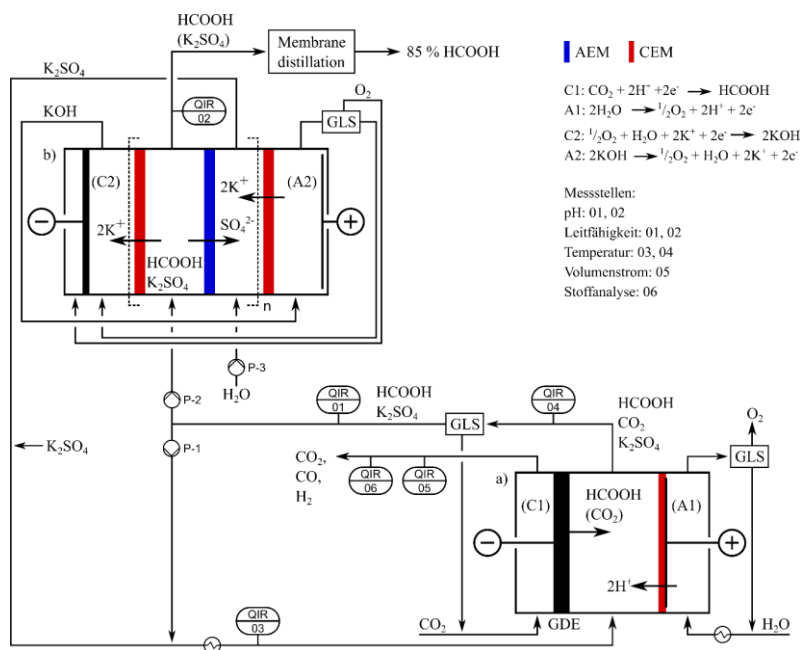 HCOOH
(K₂SO₄)
Membrane
distillation
85 % HCOOH
AEM
CEM
K₂SO₄
KOH
QIR
02
O₂
GLS
C1: CO₂ + 2H⁺ +2e⁻ → HCOOH
A1: 2H₂O → ¹/₂O₂ + 2H⁺ + 2e⁻
C2: ¹/₂O₂ + H₂O + 2K⁺ + 2e⁻ → 2KOH
A2: 2KOH → ¹/₂O₂ + H₂O + 2K⁺ + 2e⁻
b)
(C2)
(A2)
2K⁺
2K⁺
SO₄²⁻
HCOOH
K₂SO₄
n
Messstellen:
pH: 01, 02
Leitfähigkeit: 01, 02
Temperatur: 03, 04
Volumenstrom: 05
Stoffanalyse: 06
P-3
H₂O
P-2
P-1
K₂SO₄
QIR
01
HCOOH
K₂SO₄
GLS
QIR
04
HCOOH
CO₂
K₂SO₄
O₂
GLS
CO₂,
CO,
H₂
QIR
06
QIR
05
a)
(C1)
HCOOH
(CO₂)
(A1)
2H⁺
QIR
03
CO₂
GDE
H₂O